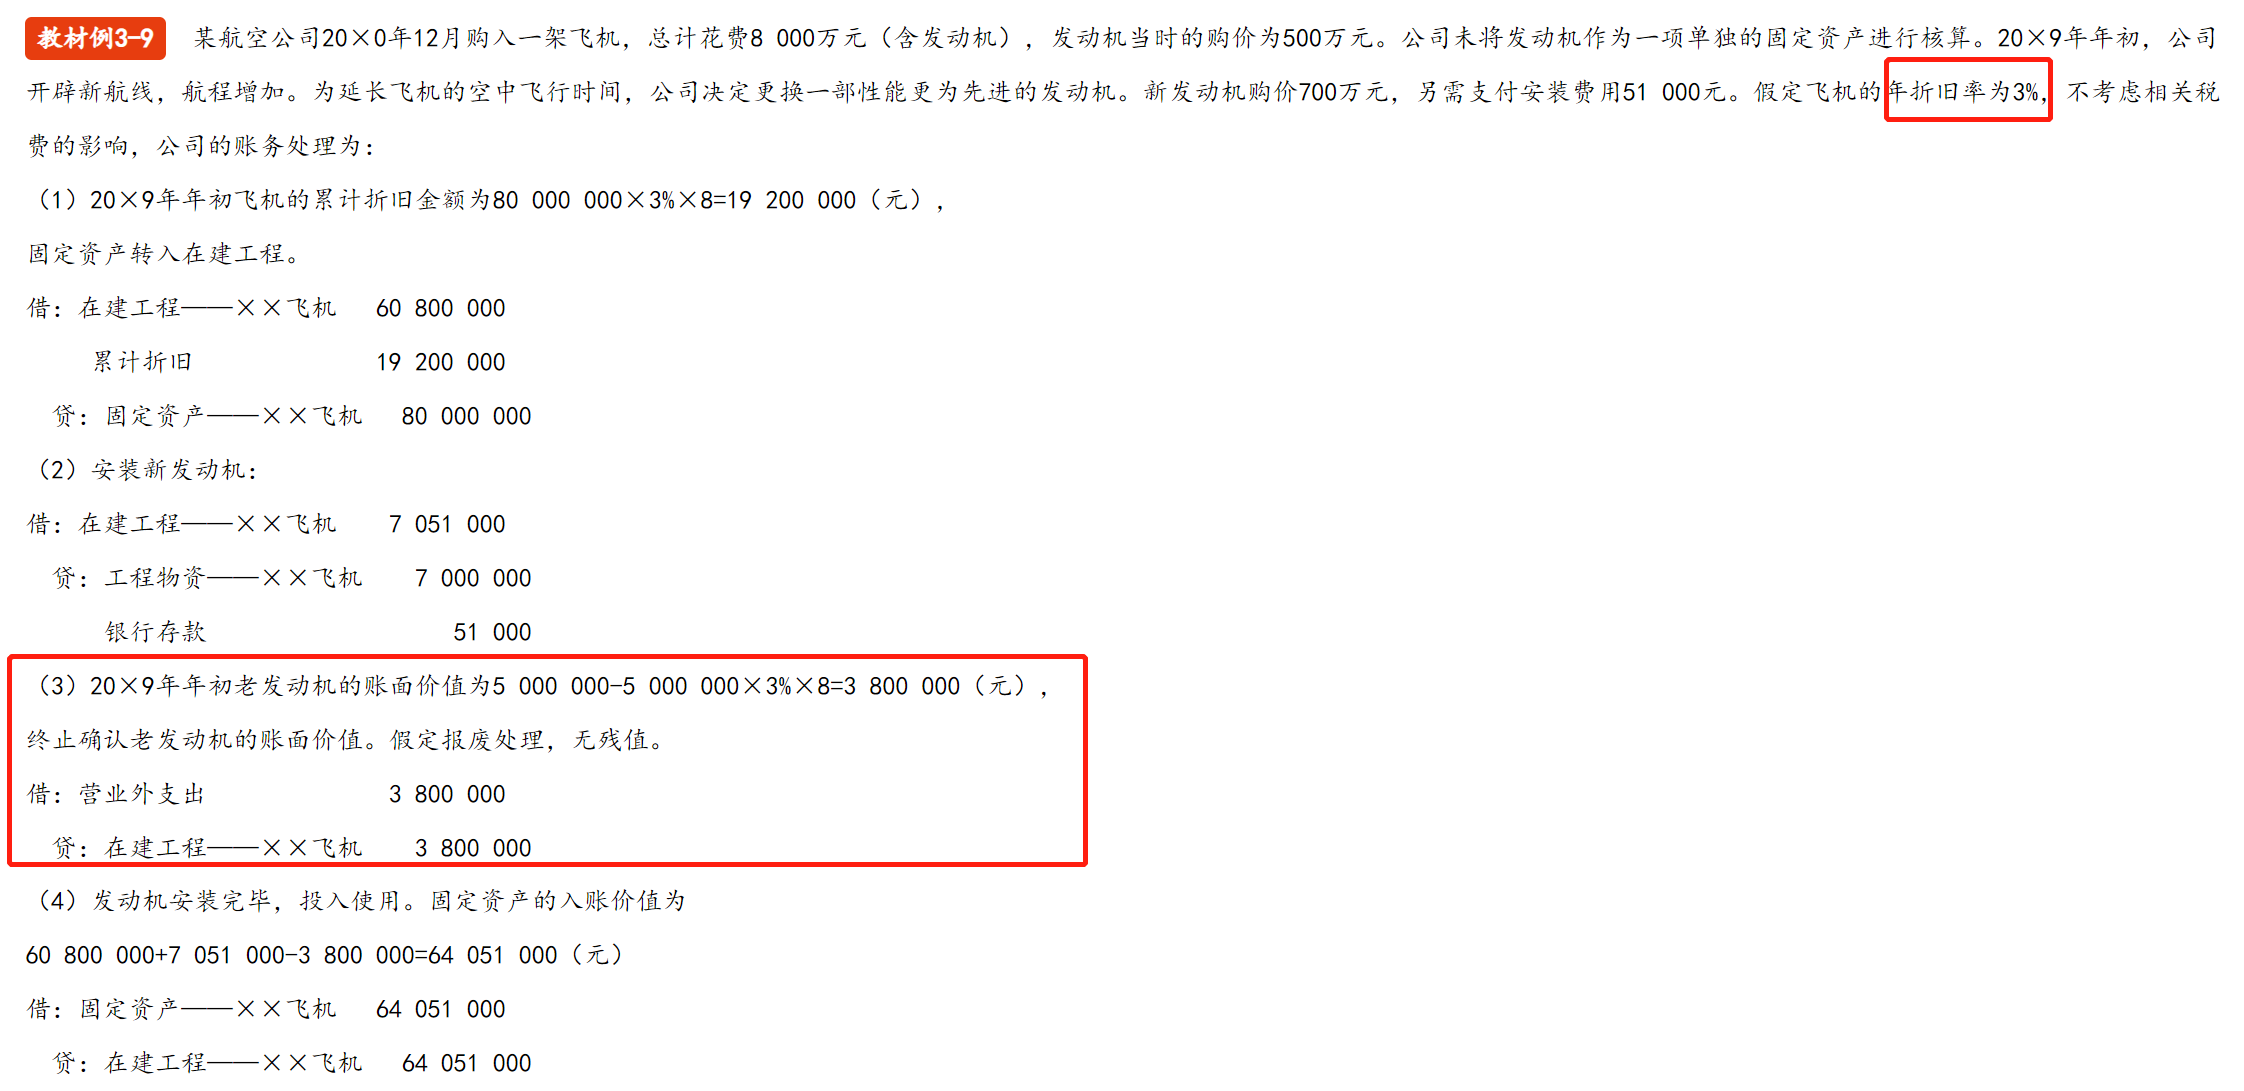 教材例3-9 某航空公司20×0年12月购入一架飞机，总计花费8 000万元（含发动机），发动机当时的购价为500万元。公司未将发动机作为一项单独的固定资产进行核算。20×9年年初，公司
开辟新航线，航程增加。为延长飞机的空中飞行时间，公司决定更换一部性能更为先进的发动机。新发动机购价700万元，另需支付安装费用51 000元。假定飞机的年折旧率为3%，不考虑相关税
费的影响，公司的账务处理为：
（1）20×9年年初飞机的累计折旧金额为80 000 000×3%×8=19 200 000（元），
固定资产转入在建工程。
借：在建工程——××飞机 60 800 000
累计折旧 19 200 000
贷：固定资产——××飞机 80 000 000
（2）安装新发动机：
借：在建工程——××飞机 7 051 000
贷：工程物资——××飞机 7 000 000
银行存款 51 000
（3）20×9年年初老发动机的账面价值为5 000 000-5 000 000×3%×8=3 800 000（元），
终止确认老发动机的账面价值。假定报废处理，无残值。
借：营业外支出 3 800 000
贷：在建工程——××飞机 3 800 000
（4）发动机安装完毕，投入使用。固定资产的入账价值为
60 800 000+7 051 000-3 800 000=64 051 000（元）
借：固定资产——××飞机 64 051 000
贷：在建工程——××飞机 64 051 000